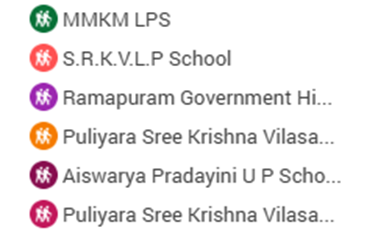 MMKM LPS
S.R.K.V.L.P School
Ramapuram Government Hi...
Puliyara Sree Krishna Vilasa...
Aiswarya Pradayini U P Scho...
Puliyara Sree Krishna Vilasa...